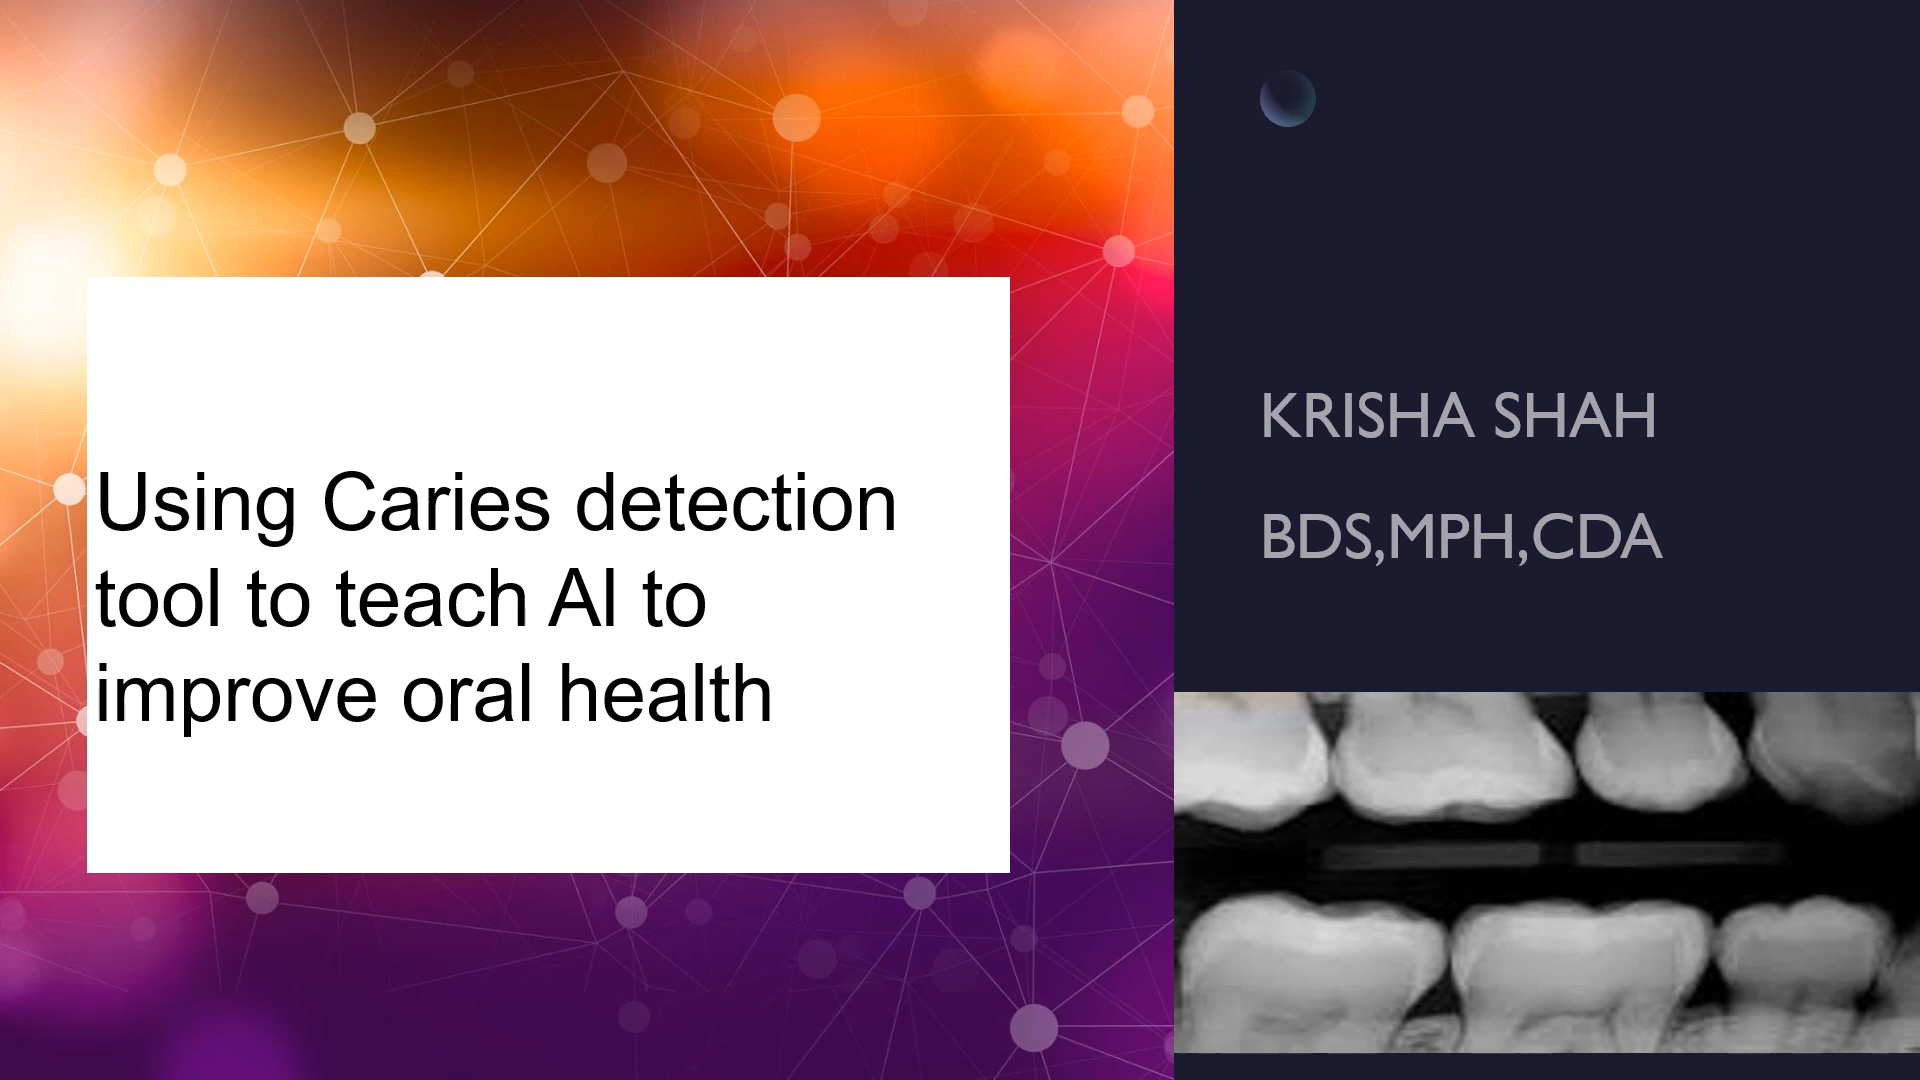 Using Caries detection
tool to teach AI to
improve oral health
KRISHA SHAH
BDS,MPH,CDA